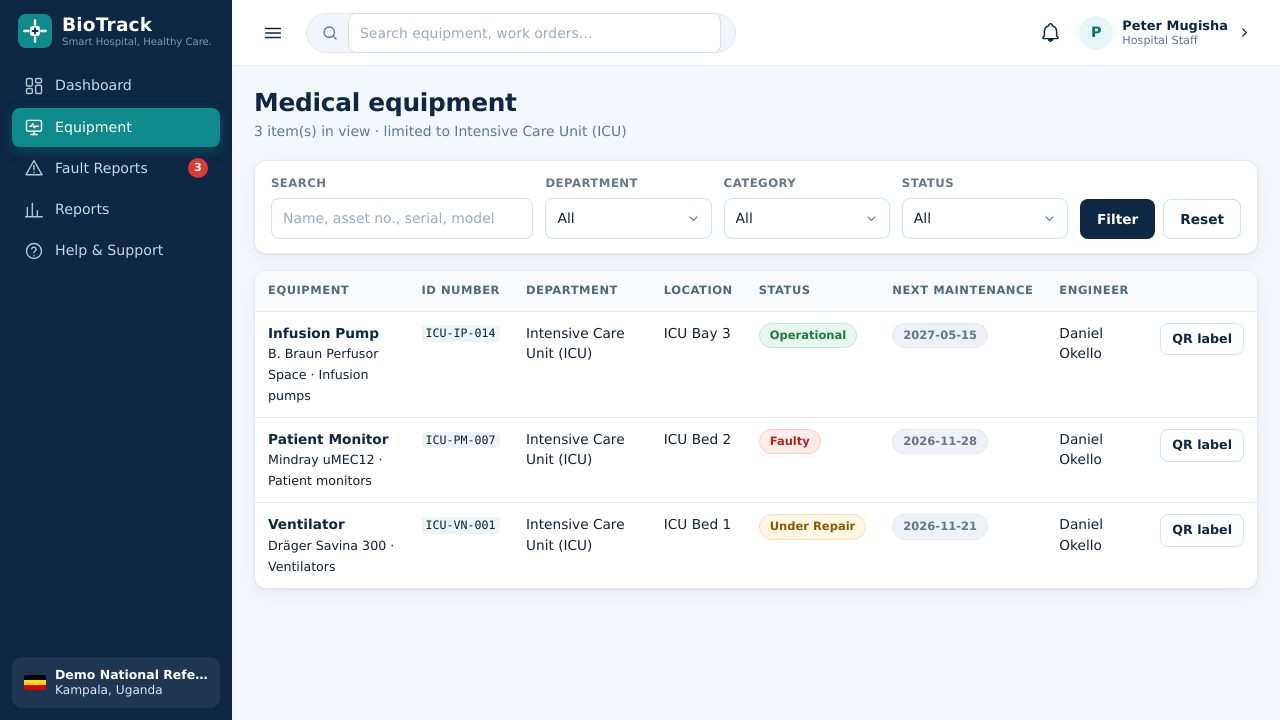 BioTrack
Smart Hospital, Healthy Care.
Dashboard
Equipment
Fault Reports 3
Reports
Help & Support
Demo National Refe…
Kampala, Uganda
Search equipment, work orders…
P
Peter Mugisha
Hospital Staff
Medical equipment
3 item(s) in view · limited to Intensive Care Unit (ICU)
SEARCH DEPARTMENT CATEGORY STATUS
Name, asset no., serial, model All All All Filter Reset
EQUIPMENT ID NUMBER DEPARTMENT LOCATION STATUS NEXT MAINTENANCE ENGINEER
Infusion Pump ICU-IP-014 Intensive Care ICU Bay 3 Operational 2027-05-15 Daniel QR label
B. Braun Perfusor Unit (ICU) Okello
Space · Infusion
pumps
Patient Monitor ICU-PM-007 Intensive Care ICU Bed 2 Faulty 2026-11-28 Daniel QR label
Mindray uMEC12 · Unit (ICU) Okello
Patient monitors
Ventilator ICU-VN-001 Intensive Care ICU Bed 1 Under Repair 2026-11-21 Daniel QR label
Dräger Savina 300 · Unit (ICU) Okello
Ventilators